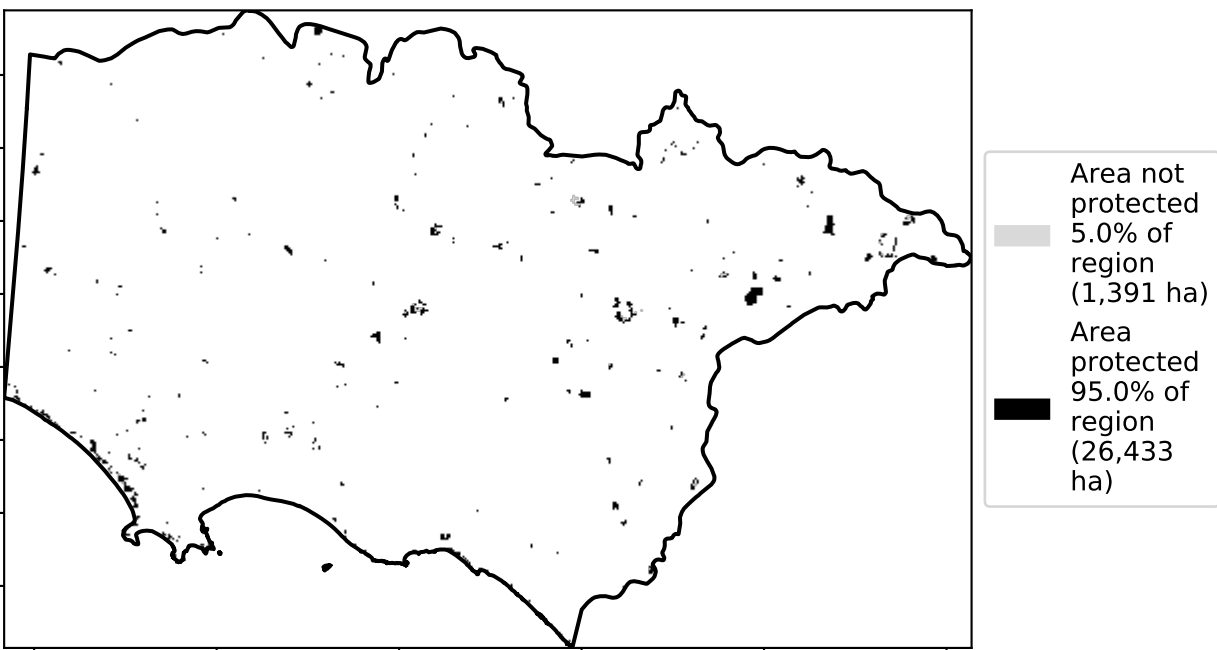 Area not
protected
5.0% of
region
(1,391 ha)
Area
protected
95.0% of
region
(26,433
ha)